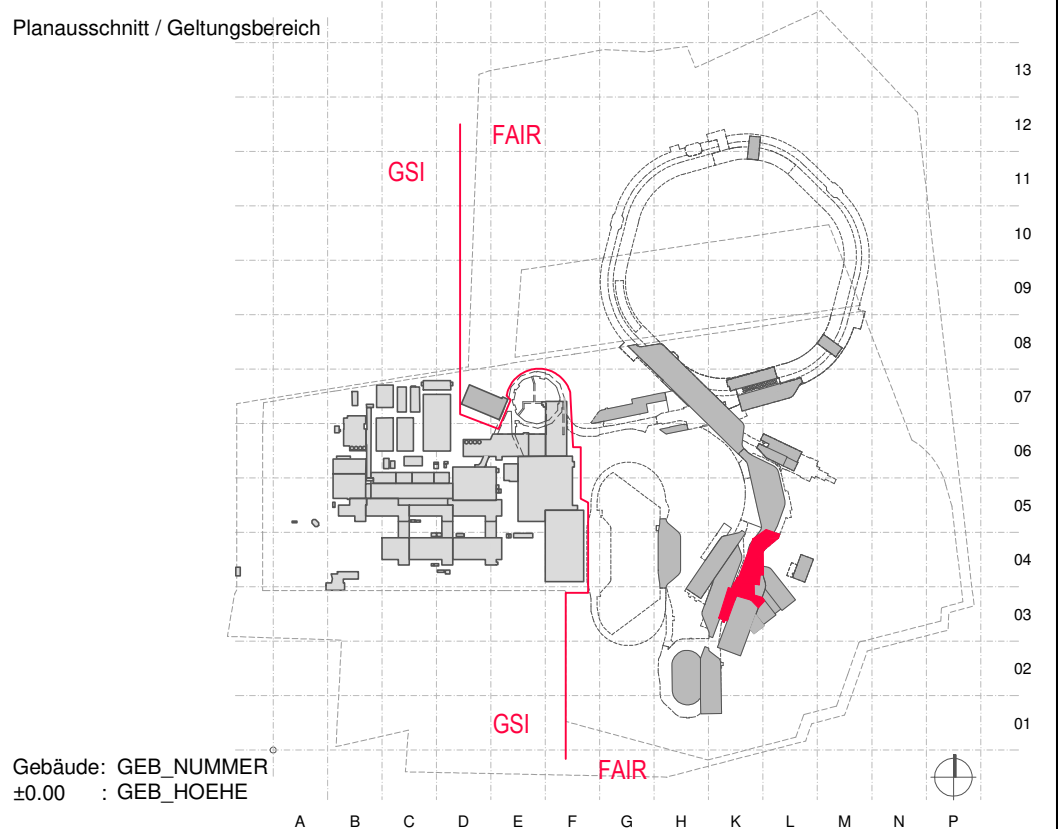 Planausschnitt / Geltungsbereich
13
12
FAIR
GSI
11
10
09
08
07
06
05
04
03
02
GSI
01
FAIR
Gebäude: GEB_NUMMER
±0.00 : GEB_HOEHE
A B C D E F G H K L M N P